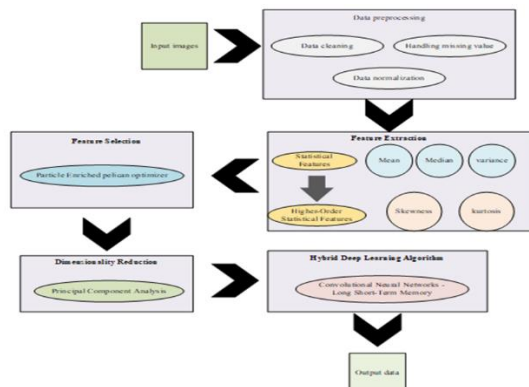 Data preprocessing
Input images
Data cleaning
Handling missing value
Data normalization
Feature Selection
Particle Enriched pelican optimizer
Feature Extraction
Statistical
Features
Mean
Median
variance
Higher-Order
Statistical Features
Skewness
kurtosis
Dimensionality Reduction
Principal Component Analysis
Hybrid Deep Learning Algorithm
Convolutional Neural Networks -
Long Short-Term Memory
Output data